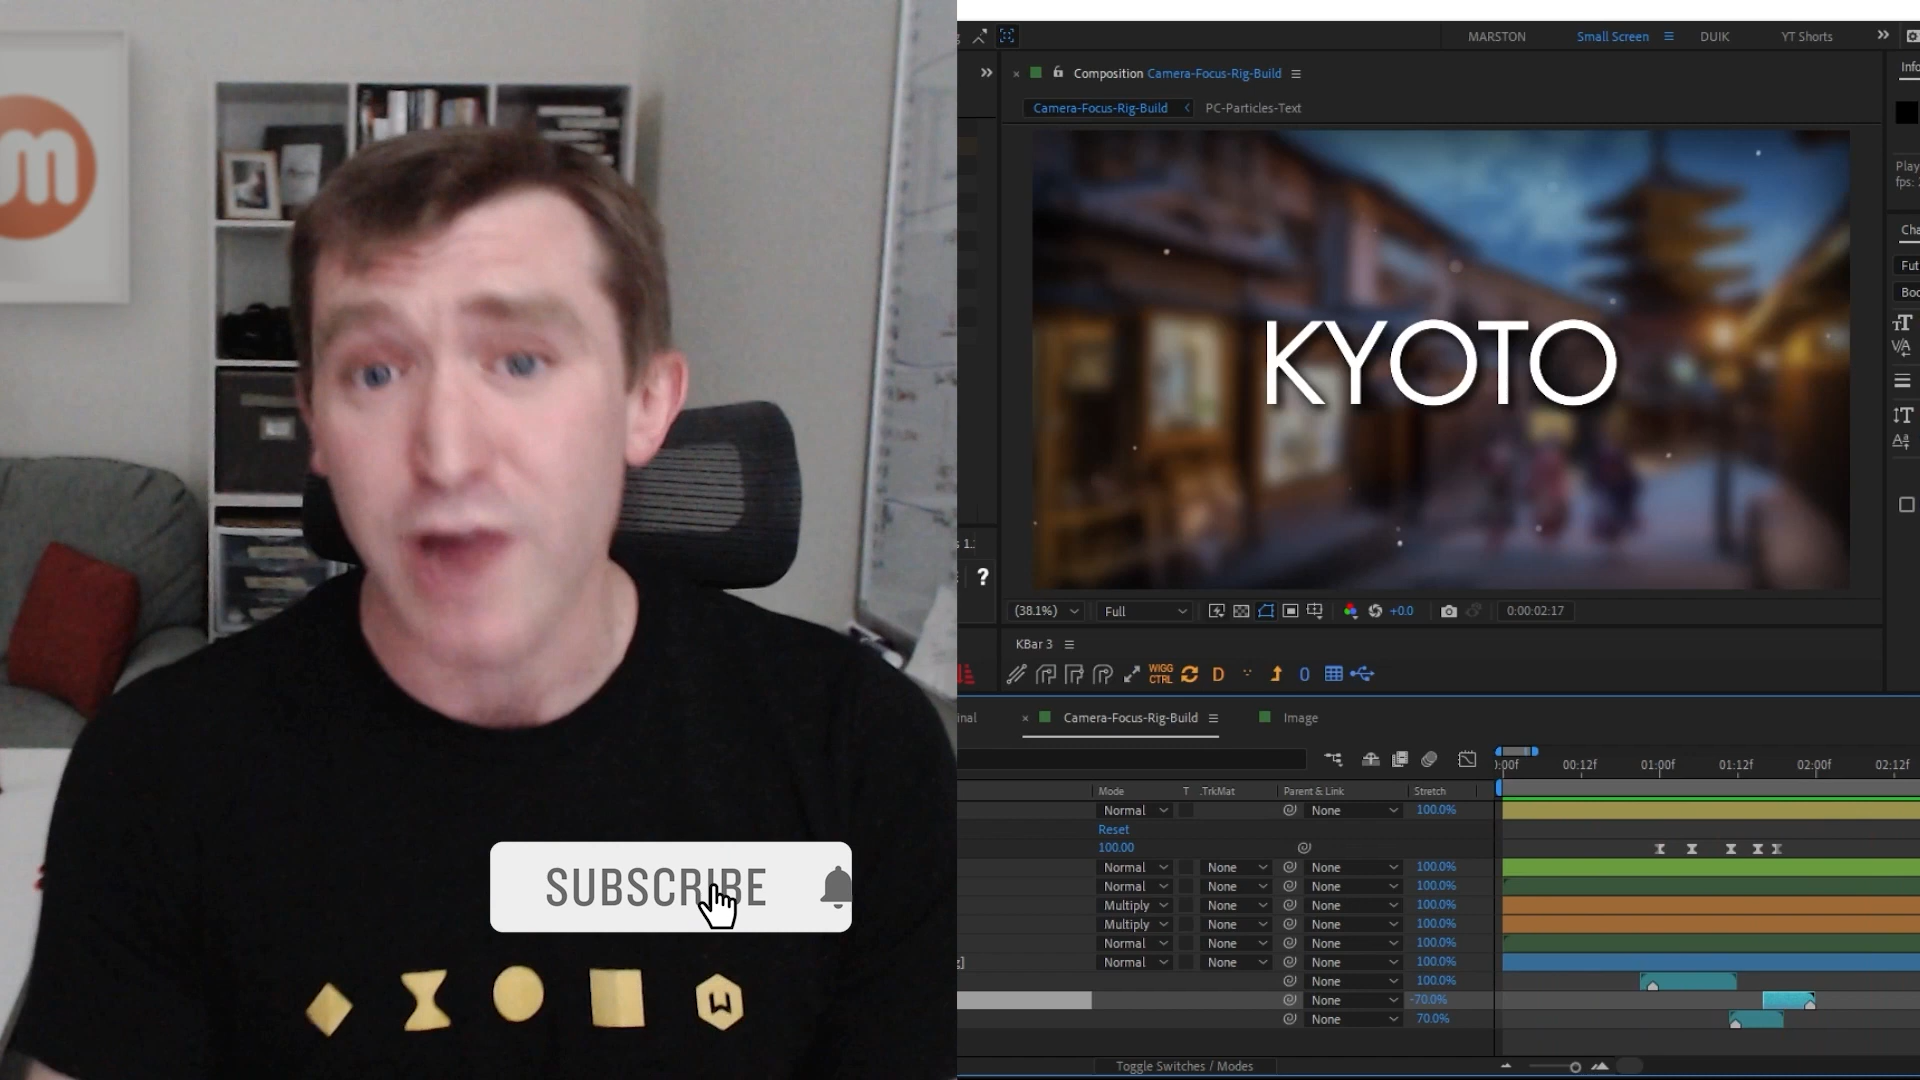 m
SUBSCRIBE
W
MARSTON
Small Screen
DUIK
YT Shorts
Composition Camera-Focus-Rig-Build
Camera-Focus-Rig-Build
PC-Particles-Text
KYOTO
(38.1%)
Full
+0.0
0:00:02:17
KBar 3
WIGG
CTRL
D
0
Camera-Focus-Rig-Build
Image
00:12f
01:00f
01:12f
02:00f
02:12f
Mode
T
.TrkMat
Parent & Link
Stretch
Normal
None
100.0%
Reset
100.00
Normal
None
None
100.0%
Normal
None
None
100.0%
Multiply
None
None
100.0%
Multiply
None
None
100.0%
Normal
None
None
100.0%
Normal
None
None
100.0%
None
100.0%
None
-70.0%
None
70.0%
Toggle Switches / Modes